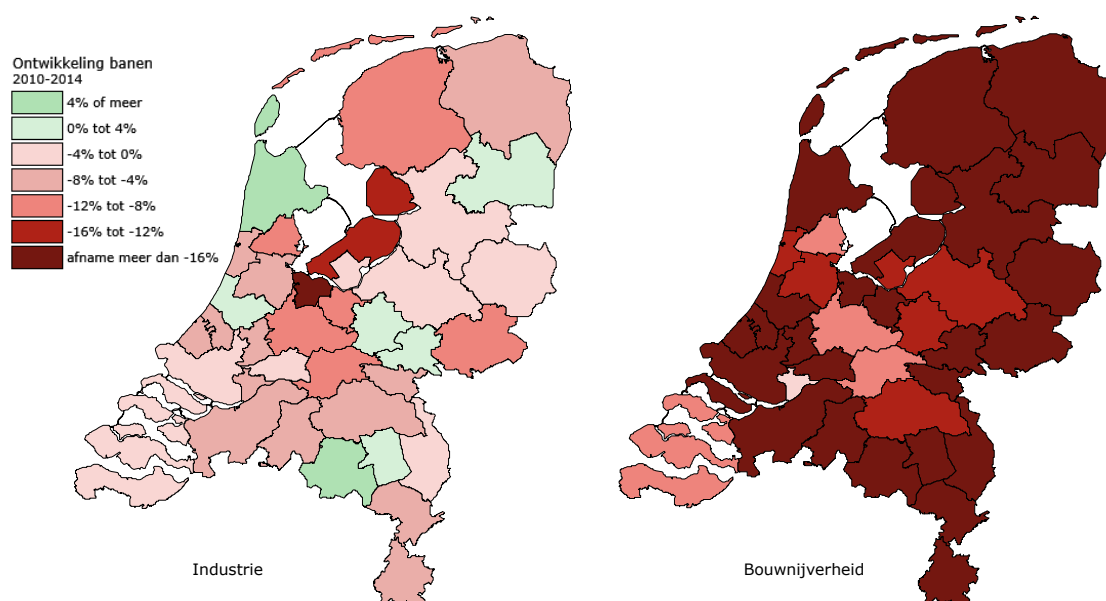 Ontwikkeling banen
2010-2014
4% of meer
0% tot 4%
-4% tot 0%
-8% tot -4%
-12% tot -8%
-16% tot -12%
afname meer dan -16%
Industrie
Bouwnijverheid